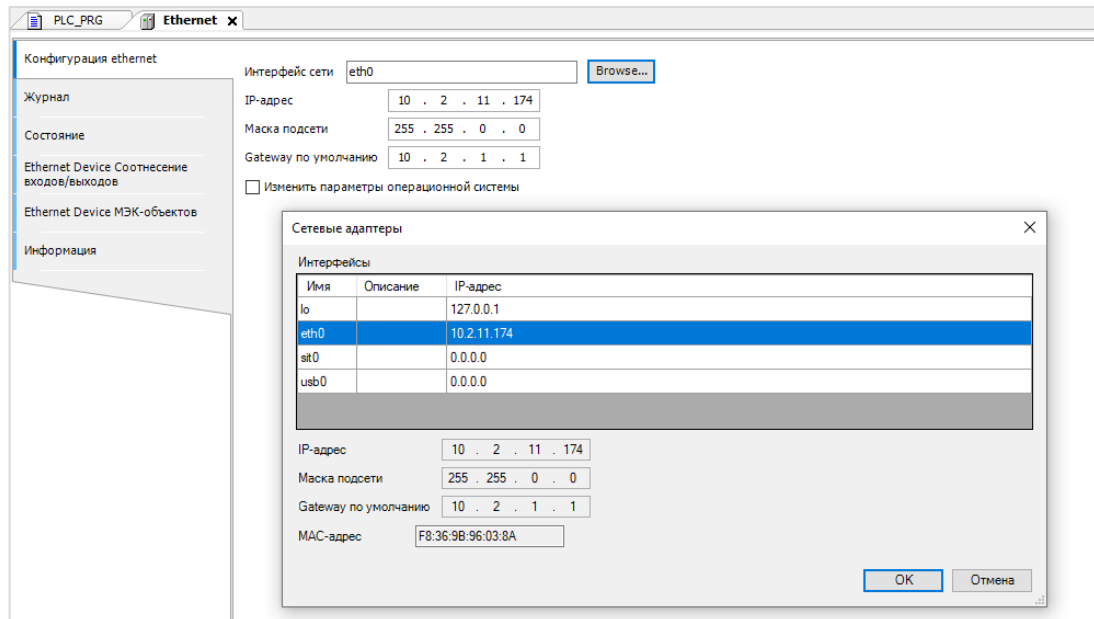 PLC_PRG
Ethernet
Конфигурация ethernet
Журнал
Состояние
Ethernet Device Соотнесение
входов/выходов
Ethernet Device МЭК-объектов
Информация
Интерфейс сети eth0 Browse...
IP-адрес 10 . 2 . 11 . 174
Маска подсети 255 . 255 . 0 . 0
Gateway по умолчанию 10 . 2 . 1 . 1
Изменить параметры операционной системы
Сетевые адаптеры
Интерфейсы
Имя Описание IP-адрес
lo 127.0.0.1
eth0 10.2.11.174
sit0 0.0.0.0
usb0 0.0.0.0
IP-адрес 10 . 2 . 11 . 174
Маска подсети 255 . 255 . 0 . 0
Gateway по умолчанию 10 . 2 . 1 . 1
MAC-адрес F8:36:9B:96:03:8A
OK Отмена